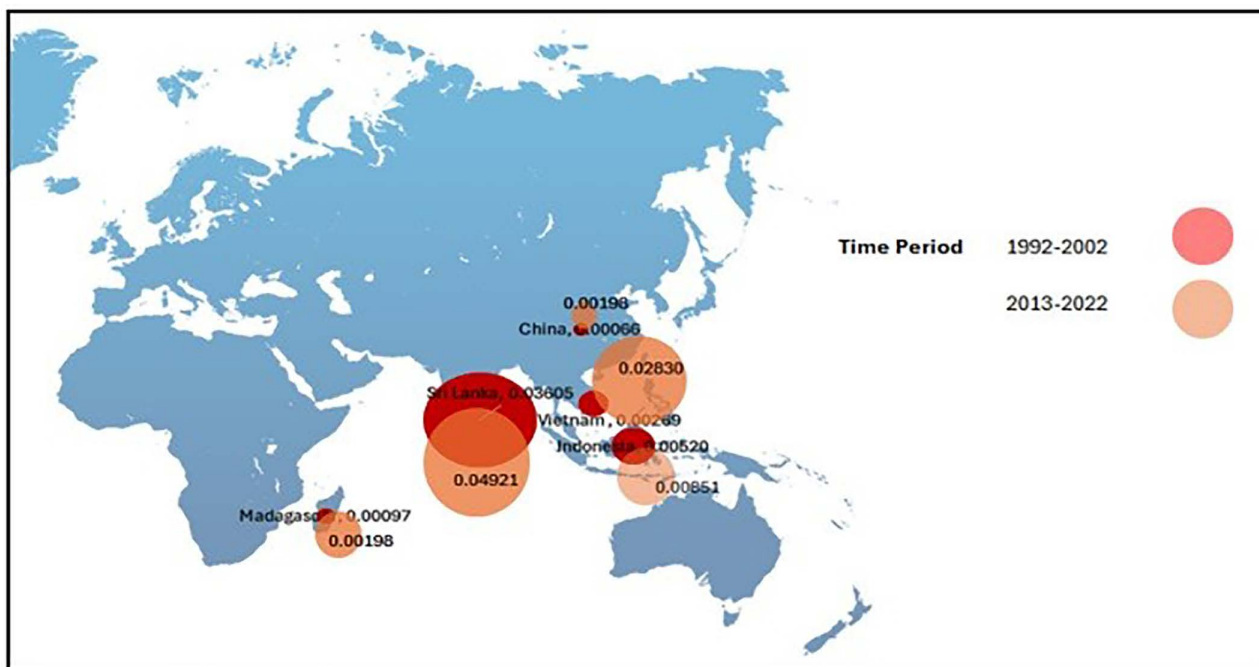 Time Period 1992-2002
2013-2022
0.00198
China, 0.00066
0.02830
Sri Lanka, 0.03605
Vietnam, 0.00269
Indonesia, 0.00520
0.04921
0.00851
Madagascar, 0.00097
0.00198